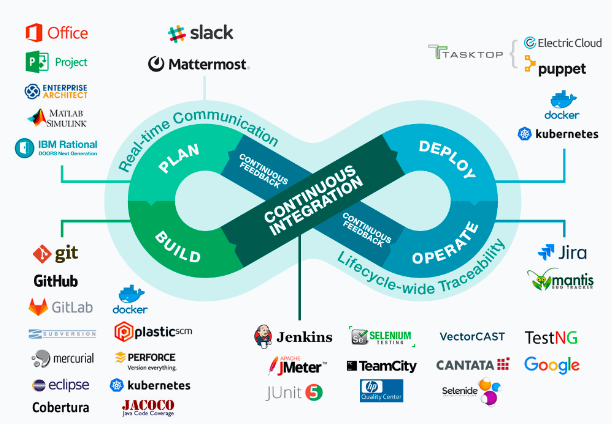 Office
Project
ENTERPRISE
ARCHITECT
MATLAB
SIMULINK
IBM Rational
DOORS Next Generation
slack
Mattermost
TASKTOP
ElectricCloud
puppet
docker
kubernetes
Real-time Communication
PLAN
CONTINUOUS
FEEDBACK
CONTINUOUS
INTEGRATION
DEPLOY
BUILD
CONTINUOUS
FEEDBACK
OPERATE
Lifecycle-wide Traceability
git
GitHub
GitLab
docker
SUBVERSION
plasticscm
mercurial
PERFORCE
Version everything.
eclipse
kubernetes
Cobertura
JACOCO
Java Code Coverage
Jenkins
Se
SELENIUM
TESTING
VectorCAST
TestNG
APACHE
JMeter
TeamCity
CANTATA
Google
JUnit 5
hp
Quality Center
Selenide
Jira
mantis
BUG TRACKER